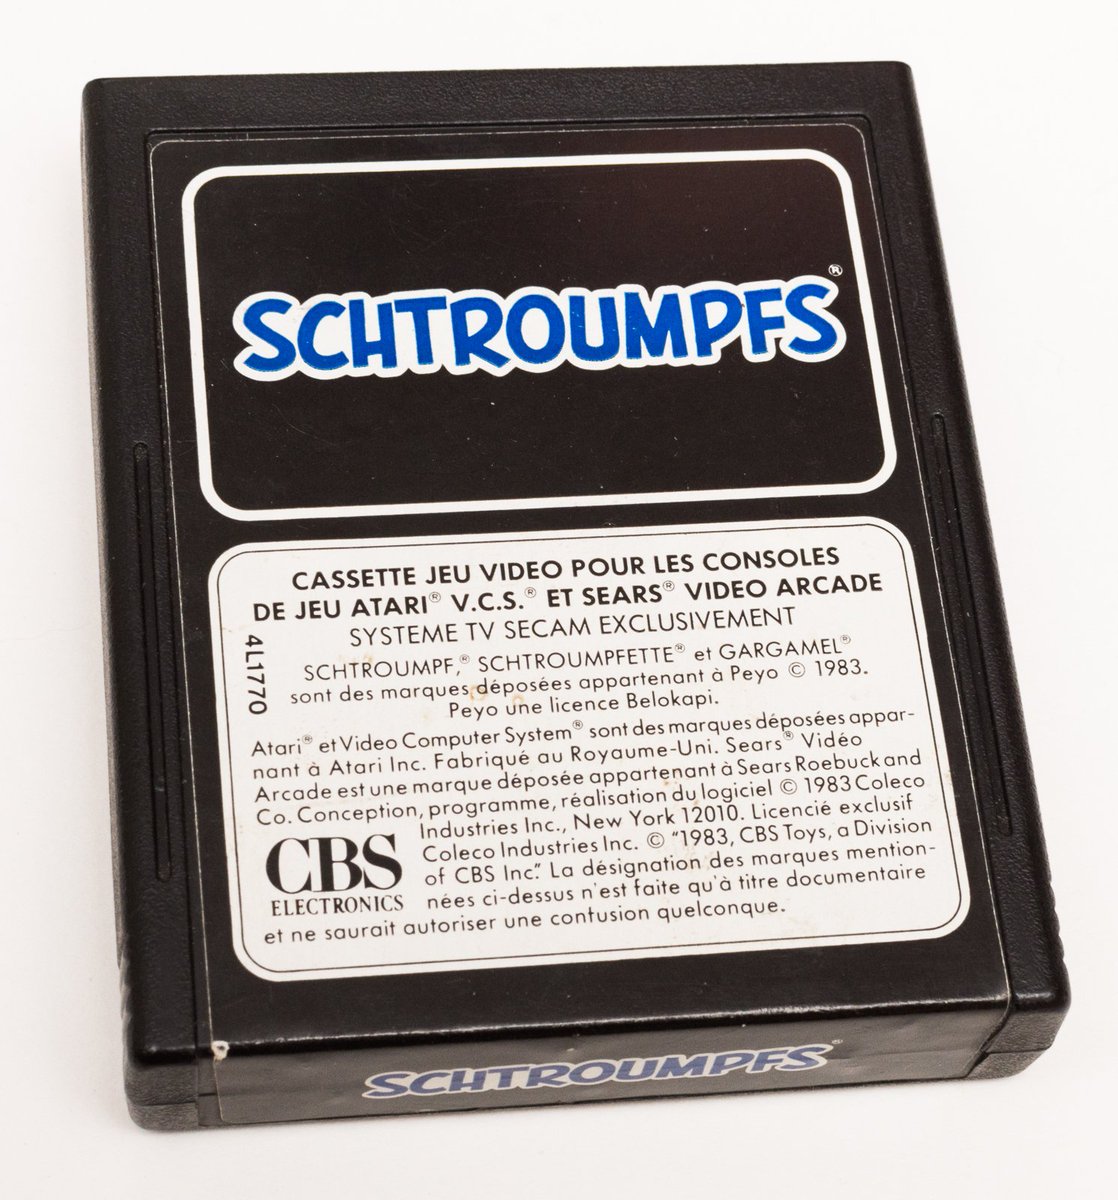 SCHTROUMPFS®
CASSETTE JEU VIDEO POUR LES CONSOLES
DE JEU ATARI® V.C.S.® ET SEARS® VIDEO ARCADE
SYSTEME TV SECAM EXCLUSIVEMENT
4L1770
SCHTROUMPF,® SCHTROUMPFETTE® et GARGAMEL®
sont des marques déposées appartenant à Peyo © 1983.
Peyo une licence Belokapi.
Atari® et Video Computer System® sont des marques déposées appar-
nant à Atari Inc. Fabriqué au Royaume-Uni. Sears® Vidéo
Arcade est une marque déposée appartenant à Sears Roebuck and
Co. Conception, programme, réalisation du logiciel © 1983 Coleco
Industries Inc., New York 12010. Licencié exclusif
Coleco Industries Inc. © "1983, CBS Toys, a Division
of CBS Inc". La désignation des marques mention-
nées ci-dessus n'est faite qu'à titre documentaire
et ne saurait autoriser une contusion quelconque.
CBS
ELECTRONICS
SCHTROUMPFS®